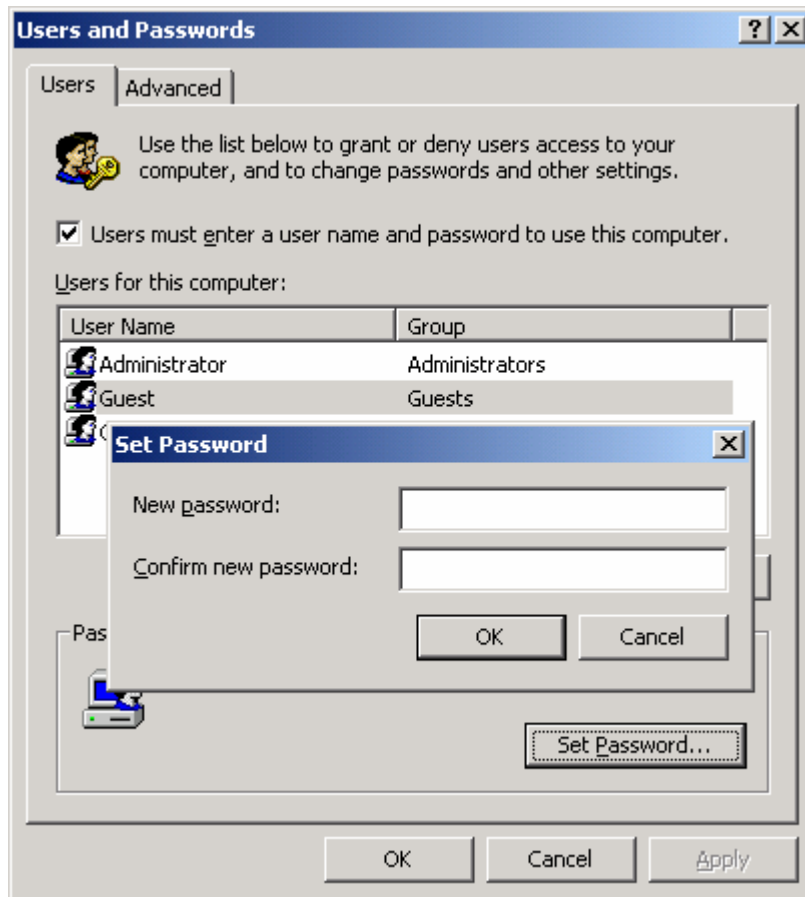 Users and Passwords
Users
Advanced
Use the list below to grant or deny users access to your
computer, and to change passwords and other settings.
Users must enter a user name and password to use this computer.
Users for this computer:
User Name Group
Administrator Administrators
Guest Guests
Set Password
New password:
Confirm new password:
OK Cancel
Set Password...
OK Cancel Apply